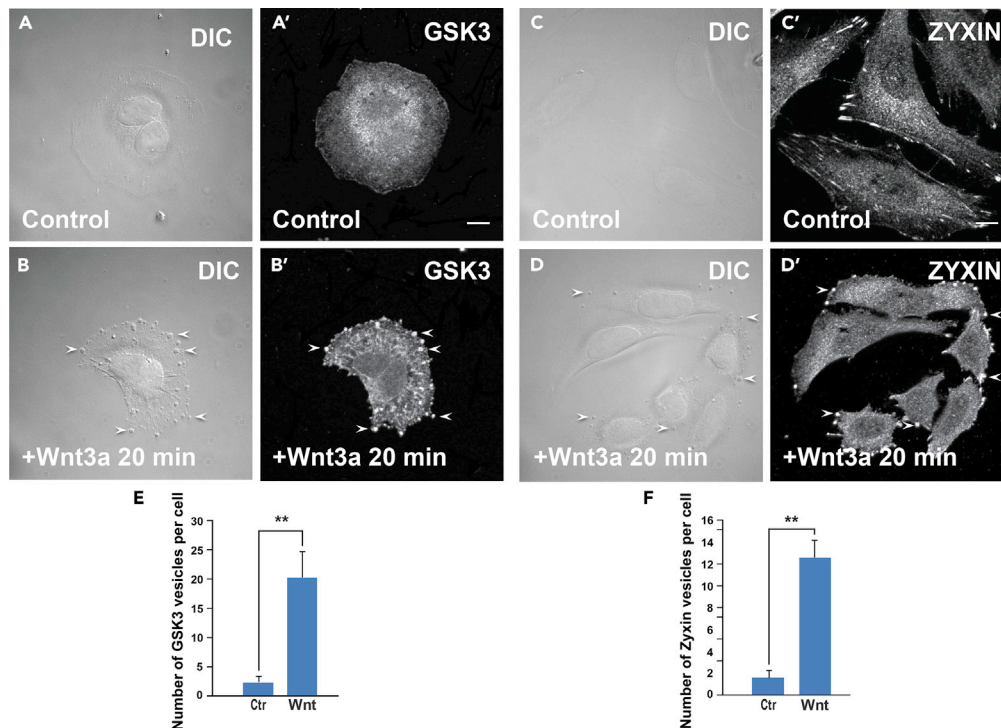 A
DIC
Control
A′
GSK3
Control
C
DIC
Control
C′
ZYXIN
Control
B
DIC
+Wnt3a 20 min
B′
GSK3
+Wnt3a 20 min
D
DIC
+Wnt3a 20 min
D′
ZYXIN
+Wnt3a 20 min
E
Number of GSK3 vesicles per cell
30
25
20
15
10
5
0
**
Ctr
Wnt
F
Number of Zyxin vesicles per cell
16
14
12
10
8
6
4
2
0
**
Ctr
Wnt